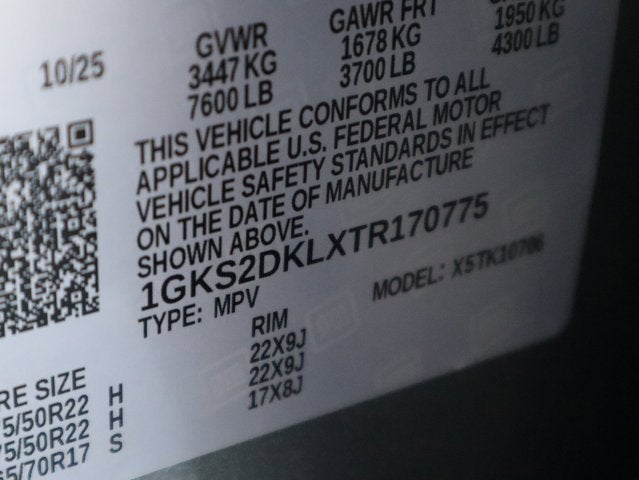 10/25
GVWR
3447 KG
7600 LB
GAWR FRT
1678 KG
3700 LB
1950 KG
4300 LB
THIS VEHICLE CONFORMS TO ALL
APPLICABLE U.S. FEDERAL MOTOR
VEHICLE SAFETY STANDARDS IN EFFECT
ON THE DATE OF MANUFACTURE
SHOWN ABOVE.
1GKS2DKLXTR170775
TYPE: MPV
MODEL: X5TK10706
RIM
22X9J
22X9J
17X8J
RE SIZE
5/50R22 H
75/50R22 H
65/70R17 S